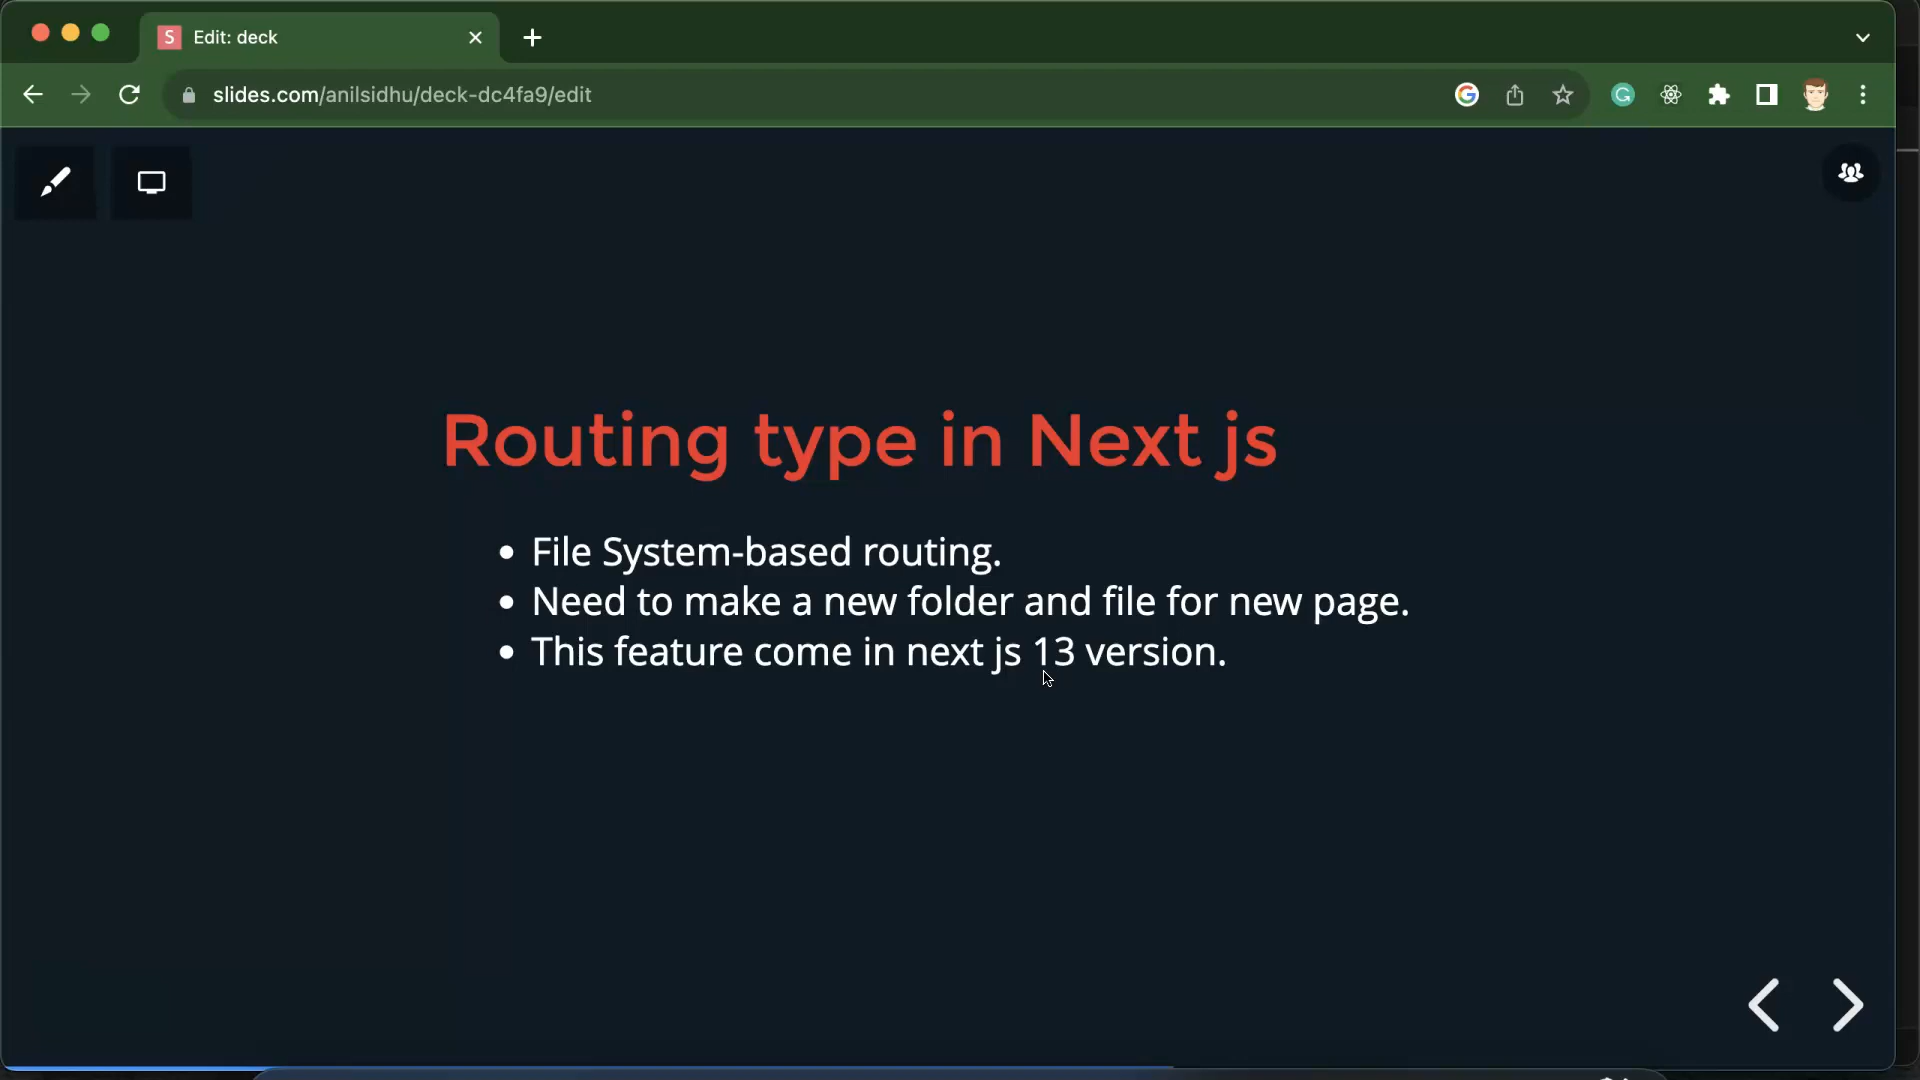 S Edit: deck
slides.com/anilsidhu/deck-dc4fa9/edit
Routing type in Next js
• File System-based routing.
• Need to make a new folder and file for new page.
• This feature come in next js 13 version.